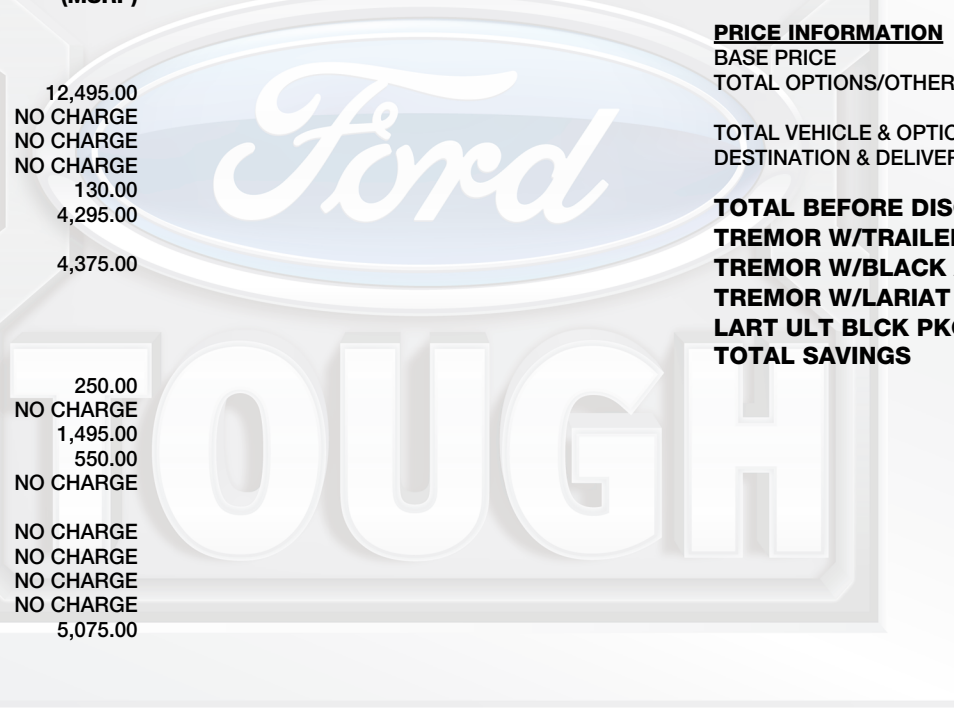 (MSRP)
12,495.00
NO CHARGE
NO CHARGE
NO CHARGE
130.00
4,295.00
4,375.00
250.00
NO CHARGE
1,495.00
550.00
NO CHARGE
NO CHARGE
NO CHARGE
NO CHARGE
NO CHARGE
5,075.00
Ford
TOUGH
PRICE INFORMATION
BASE PRICE
TOTAL OPTIONS/OTHER
TOTAL VEHICLE & OPTIO
DESTINATION & DELIVER
TOTAL BEFORE DIS
TREMOR W/TRAILE
TREMOR W/BLACK
TREMOR W/LARIAT
LART ULT BLCK PK
TOTAL SAVINGS